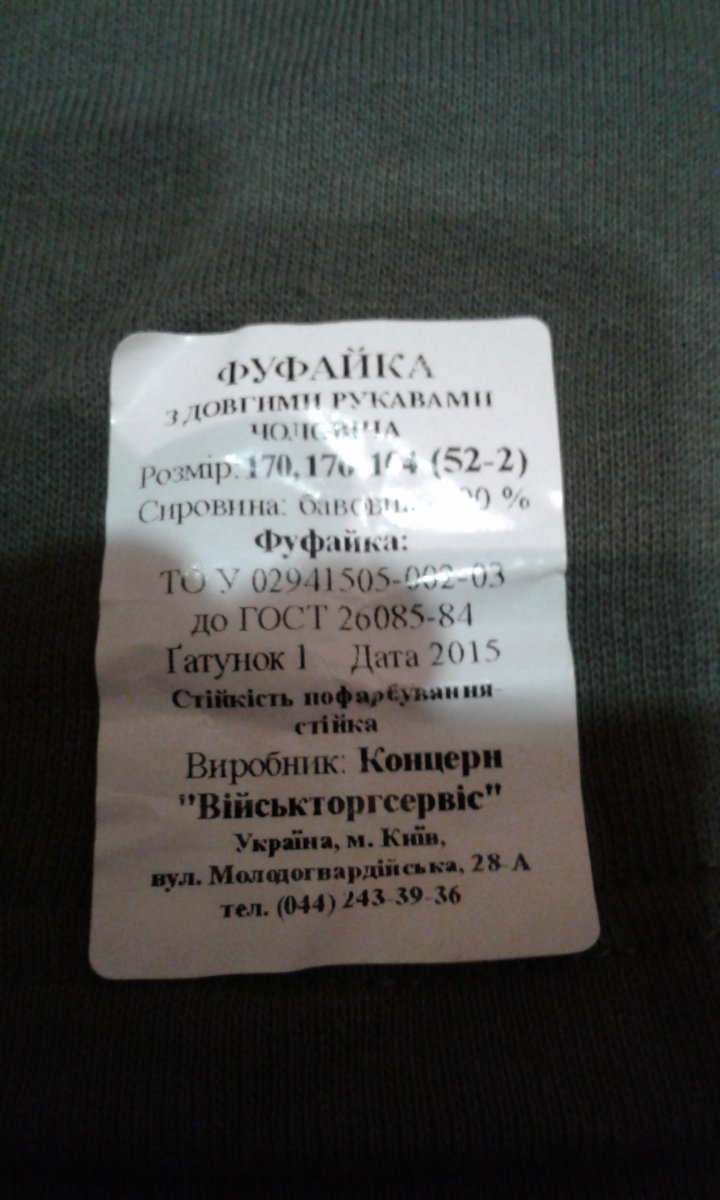 ФУФАЙКА
З ДОВГИМИ РУКАВАМИ
ЧОЛОВІЧА
Розмір: 170, 176 104 (52-2)
Сировина: %
Фуфайка:
ТО У 02941505-002-03
до ГОСТ 26085-84
Ґатунок 1 Дата 2015
Стійкість пофарбування-
стійка
Виробник: Концерн
"Військторгсервіс"
Україна, м. Київ,
вул. Молодогвардійська, 28-А
тел. (044) 243-39-36